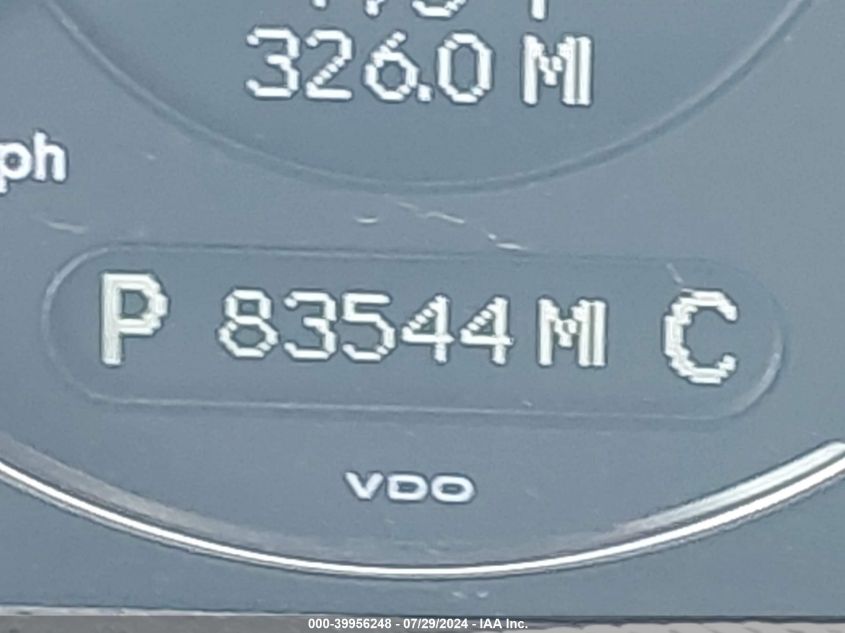 326.0 MI
ph
P 83544 MI C
VDO
000-39956248 - 07/29/2024 - IAA Inc.